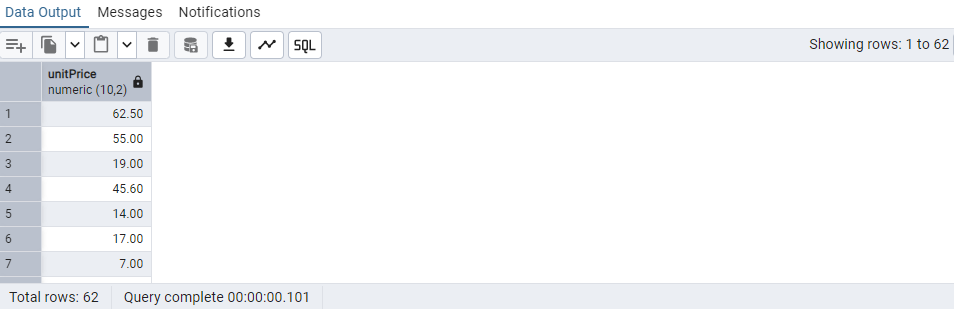 Data Output Messages Notifications
SQL Showing rows: 1 to 62
unitPrice
numeric (10,2)
1 62.50
2 55.00
3 19.00
4 45.60
5 14.00
6 17.00
7 7.00
Total rows: 62 Query complete 00:00:00.101